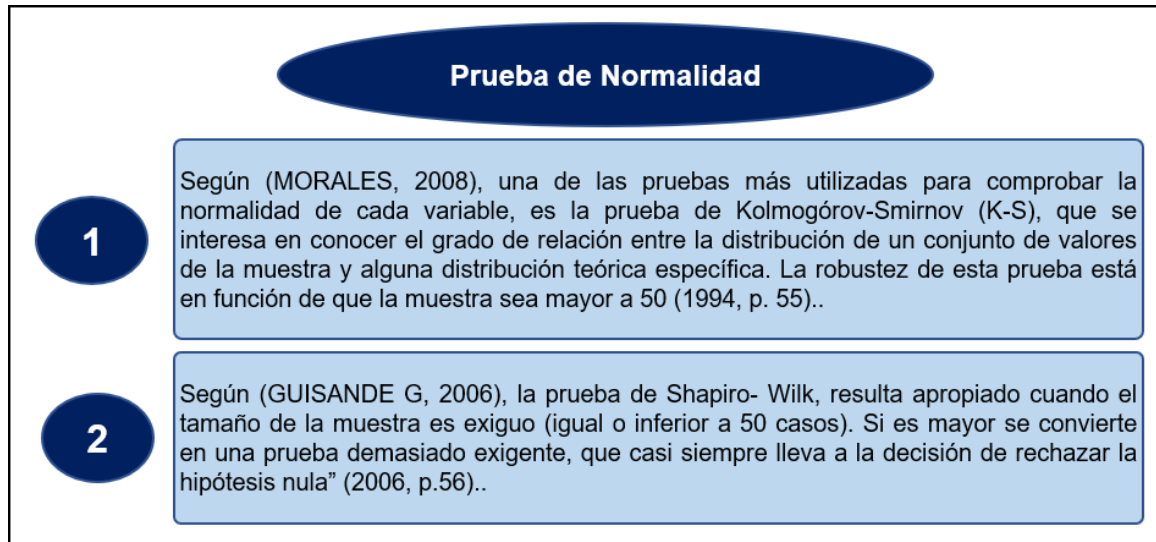 Prueba de Normalidad
1
Según (MORALES, 2008), una de las pruebas más utilizadas para comprobar la
normalidad de cada variable, es la prueba de Kolmogórov-Smirnov (K-S), que se
interesa en conocer el grado de relación entre la distribución de un conjunto de valores
de la muestra y alguna distribución teórica específica. La robustez de esta prueba está
en función de que la muestra sea mayor a 50 (1994, p. 55)..
2
Según (GUISANDE G, 2006), la prueba de Shapiro- Wilk, resulta apropiado cuando el
tamaño de la muestra es exiguo (igual o inferior a 50 casos). Si es mayor se convierte
en una prueba demasiado exigente, que casi siempre lleva a la decisión de rechazar la
hipótesis nula” (2006, p.56)..